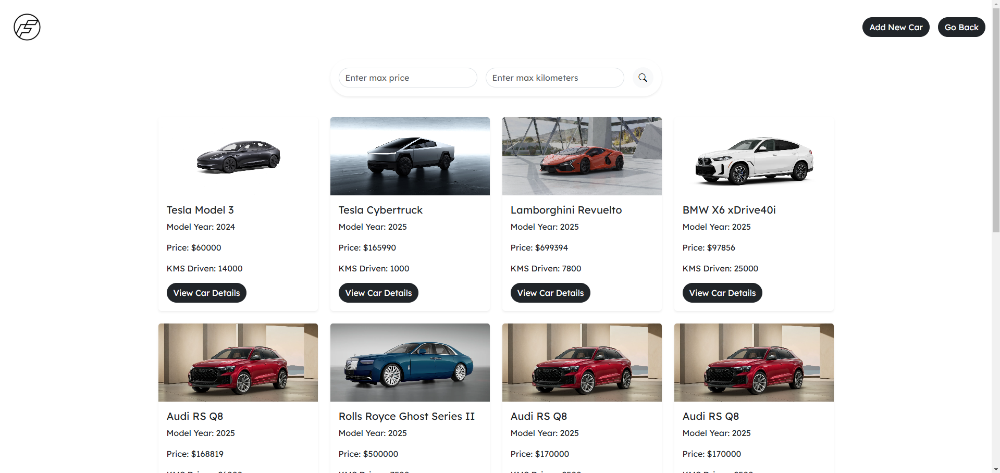 Add New Car
Go Back
Enter max price
Enter max kilometers
Tesla Model 3
Model Year: 2024
Price: $60000
KMS Driven: 14000
View Car Details
Tesla Cybertruck
Model Year: 2025
Price: $165990
KMS Driven: 1000
View Car Details
Lamborghini Revuelto
Model Year: 2025
Price: $699394
KMS Driven: 7800
View Car Details
BMW X6 xDrive40i
Model Year: 2025
Price: $97856
KMS Driven: 25000
View Car Details
Audi RS Q8
Model Year: 2025
Price: $168819
Rolls Royce Ghost Series II
Model Year: 2025
Price: $500000
Audi RS Q8
Model Year: 2025
Price: $170000
Audi RS Q8
Model Year: 2025
Price: $170000